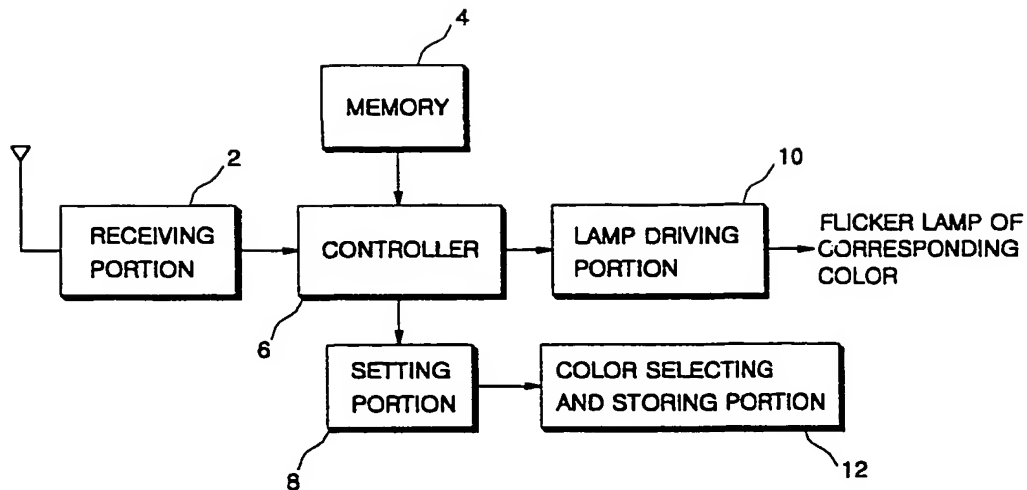 4
MEMORY
2
RECEIVING
PORTION
CONTROLLER
6
10
LAMP DRIVING
PORTION
FLICKER LAMP OF
CORRESPONDING
COLOR
SETTING
PORTION
8
COLOR SELECTING
AND STORING PORTION
12